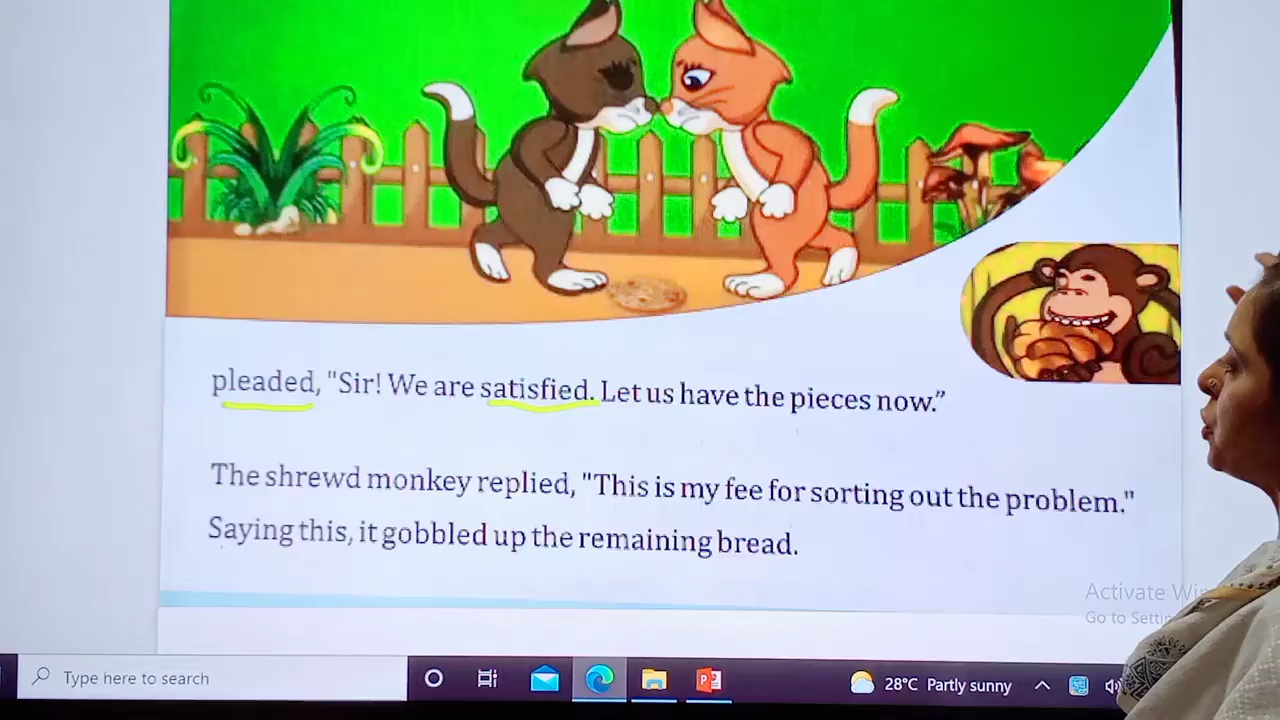 pleaded, "Sir! We are satisfied. Let us have the pieces now.”
The shrewd monkey replied, "This is my fee for sorting out the problem."
Saying this, it gobbled up the remaining bread.
Activate Wi
Go to Settin
Type here to search
28°C Partly sunny